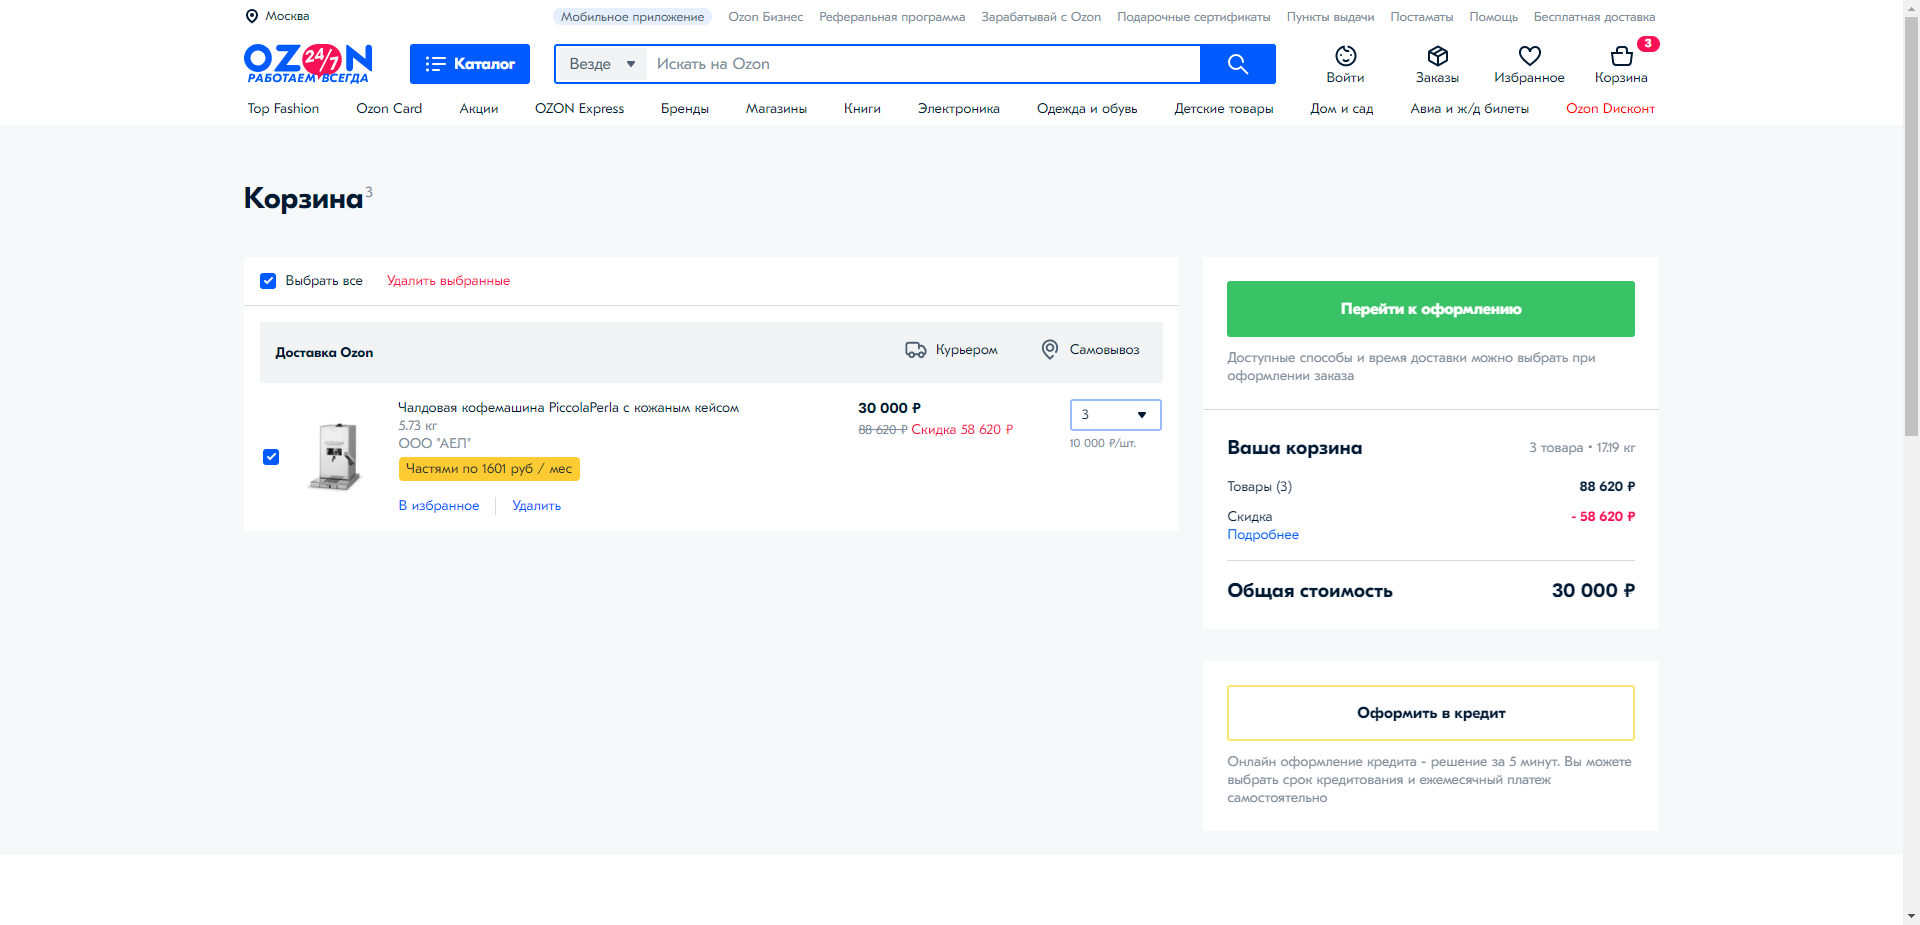 Москва
Мобильное приложение Ozon Бизнес Реферальная программа Зарабатывай с Ozon Подарочные сертификаты Пункты выдачи Постаматы Помощь Бесплатная доставка
OZON 24/7
РАБОТАЕМ ВСЕГДА
Каталог
Везде Искать на Ozon
Войти
Заказы
Избранное
3
Корзина
Top Fashion Ozon Card Акции OZON Express Бренды Магазины Книги Электроника Одежда и обувь Детские товары Дом и сад Авиа и ж/д билеты Ozon Dисконт
Корзина 3
Выбрать все Удалить выбранные
Доставка Ozon Курьером Самовывоз
Чалдовая кофемашина PiccolaPerla с кожаным кейсом
5.73 кг
ООО "АЕЛ"
Частями по 1601 руб / мес
В избранное Удалить
30 000 ₽
88 620 ₽ Скидка 58 620 ₽
3
10 000 ₽/шт.
Перейти к оформлению
Доступные способы и время доставки можно выбрать при
оформлении заказа
Ваша корзина 3 товара • 17.19 кг
Товары (3) 88 620 ₽
Скидка - 58 620 ₽
Подробнее
Общая стоимость 30 000 ₽
Оформить в кредит
Онлайн оформление кредита - решение за 5 минут. Вы можете
выбрать срок кредитования и ежемесячный платеж
самостоятельно